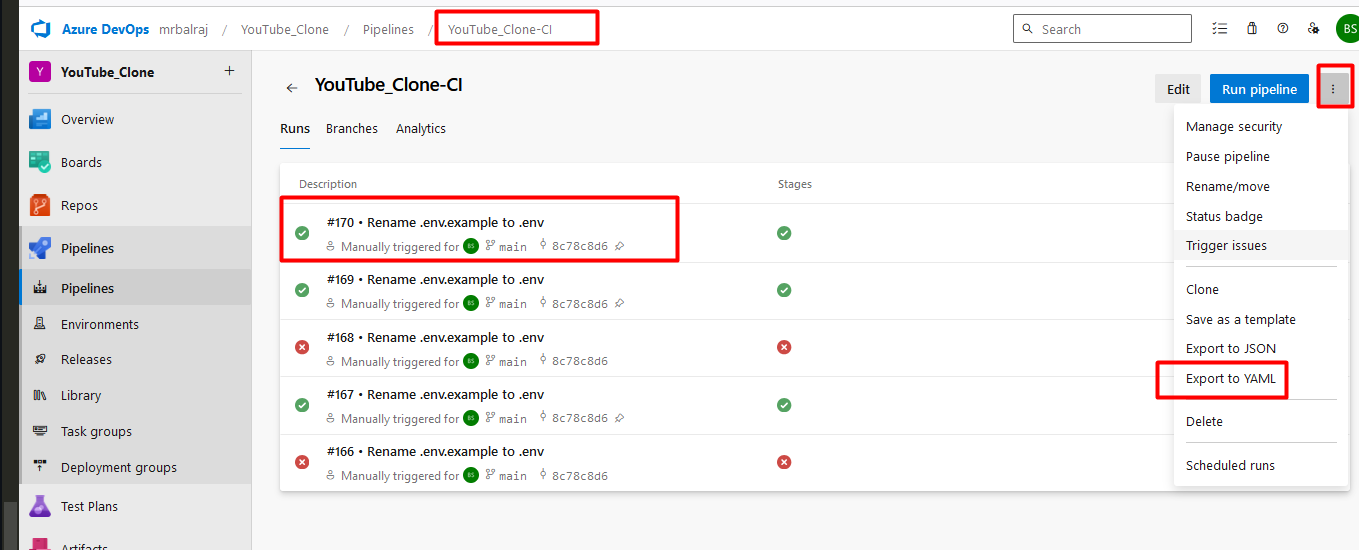 Azure DevOps mrbalraj / YouTube_Clone / Pipelines / YouTube_Clone-CI
Search
BS
Y YouTube_Clone +
Overview
Boards
Repos
Pipelines
Pipelines
Environments
Releases
Library
Task groups
Deployment groups
Test Plans
Artifacts
YouTube_Clone-CI
Edit
Run pipeline
Runs Branches Analytics
Description Stages
#170 • Rename .env.example to .env
Manually triggered for BS main 8c78c8d6
#169 • Rename .env.example to .env
Manually triggered for BS main 8c78c8d6
#168 • Rename .env.example to .env
Manually triggered for BS main 8c78c8d6
#167 • Rename .env.example to .env
Manually triggered for BS main 8c78c8d6
#166 • Rename .env.example to .env
Manually triggered for BS main 8c78c8d6
Manage security
Pause pipeline
Rename/move
Status badge
Trigger issues
Clone
Save as a template
Export to JSON
Export to YAML
Delete
Scheduled runs